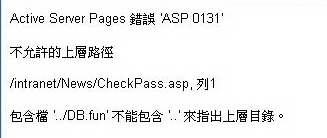 Active Server Pages 錯誤 'ASP 0131'
不允許的上層路徑
/intranet/News/CheckPass.asp, 列1
包含檔 '../DB.fun' 不能包含 '..' 來指出上層目錄。